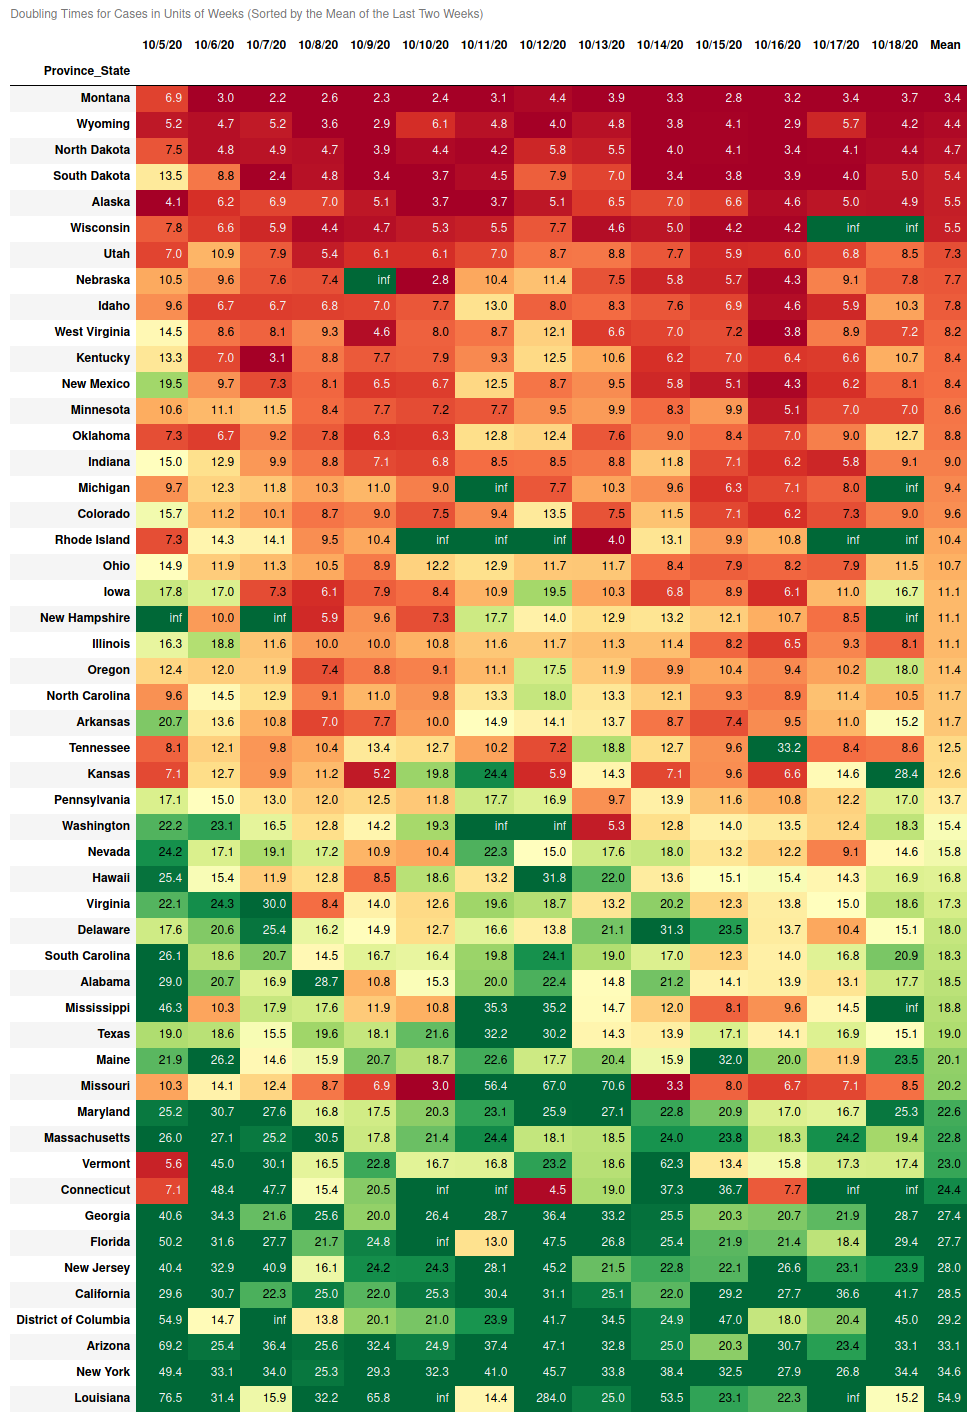 Doubling Times for Cases in Units of Weeks (Sorted by the Mean of the Last Two Weeks)
10/5/20 10/6/20 10/7/20 10/8/20 10/9/20 10/10/20 10/11/20 10/12/20 10/13/20 10/14/20 10/15/20 10/16/20 10/17/20 10/18/20 Mean
Province_State
Montana 6.9 3.0 2.2 2.6 2.3 2.4 3.1 4.4 3.9 3.3 2.8 3.2 3.4 3.7 3.4
Wyoming 5.2 4.7 5.2 3.6 2.9 6.1 4.8 4.0 4.8 3.8 4.1 2.9 5.7 4.2 4.4
North Dakota 7.5 4.8 4.9 4.7 3.9 4.4 4.2 5.8 5.5 4.0 4.1 3.4 4.1 4.4 4.7
South Dakota 13.5 8.8 2.4 4.8 3.4 3.7 4.5 7.9 7.0 3.4 3.8 3.9 4.0 5.0 5.4
Alaska 4.1 6.2 6.9 7.0 5.1 3.7 3.7 5.1 6.5 7.0 6.6 4.6 5.0 4.9 5.5
Wisconsin 7.8 6.6 5.9 4.4 4.7 5.3 5.5 7.7 4.6 5.0 4.2 4.2 inf inf 5.5
Utah 7.0 10.9 7.9 5.4 6.1 6.1 7.0 8.7 8.8 7.7 5.9 6.0 6.8 8.5 7.3
Nebraska 10.5 9.6 7.6 7.4 inf 2.8 10.4 11.4 7.5 5.8 5.7 4.3 9.1 7.8 7.7
Idaho 9.6 6.7 6.7 6.8 7.0 7.7 13.0 8.0 8.3 7.6 6.9 4.6 5.9 10.3 7.8
West Virginia 14.5 8.6 8.1 9.3 4.6 8.0 8.7 12.1 6.6 7.0 7.2 3.8 8.9 7.2 8.2
Kentucky 13.3 7.0 3.1 8.8 7.7 7.9 9.3 12.5 10.6 6.2 7.0 6.4 6.6 10.7 8.4
New Mexico 19.5 9.7 7.3 8.1 6.5 6.7 12.5 8.7 9.5 5.8 5.1 4.3 6.2 8.1 8.4
Minnesota 10.6 11.1 11.5 8.4 7.7 7.2 7.7 9.5 9.9 8.3 9.9 5.1 7.0 7.0 8.6
Oklahoma 7.3 6.7 9.2 7.8 6.3 6.3 12.8 12.4 7.6 9.0 8.4 7.0 9.0 12.7 8.8
Indiana 15.0 12.9 9.9 8.8 7.1 6.8 8.5 8.5 8.8 11.8 7.1 6.2 5.8 9.1 9.0
Michigan 9.7 12.3 11.8 10.3 11.0 9.0 inf 7.7 10.3 9.6 6.3 7.1 8.0 inf 9.4
Colorado 15.7 11.2 10.1 8.7 9.0 7.5 9.4 13.5 7.5 11.5 7.1 6.2 7.3 9.0 9.6
Rhode Island 7.3 14.3 14.1 9.5 10.4 inf inf inf 4.0 13.1 9.9 10.8 inf inf 10.4
Ohio 14.9 11.9 11.3 10.5 8.9 12.2 12.9 11.7 11.7 8.4 7.9 8.2 7.9 11.5 10.7
Iowa 17.8 17.0 7.3 6.1 7.9 8.4 10.9 19.5 10.3 6.8 8.9 6.1 11.0 16.7 11.1
New Hampshire inf 10.0 inf 5.9 9.6 7.3 17.7 14.0 12.9 13.2 12.1 10.7 8.5 inf 11.1
Illinois 16.3 18.8 11.6 10.0 10.0 10.8 11.6 11.7 11.3 11.4 8.2 6.5 9.3 8.1 11.1
Oregon 12.4 12.0 11.9 7.4 8.8 9.1 11.1 17.5 11.9 9.9 10.4 9.4 10.2 18.0 11.4
North Carolina 9.6 14.5 12.9 9.1 11.0 9.8 13.3 18.0 13.3 12.1 9.3 8.9 11.4 10.5 11.7
Arkansas 20.7 13.6 10.8 7.0 7.7 10.0 14.9 14.1 13.7 8.7 7.4 9.5 11.0 15.2 11.7
Tennessee 8.1 12.1 9.8 10.4 13.4 12.7 10.2 7.2 18.8 12.7 9.6 33.2 8.4 8.6 12.5
Kansas 7.1 12.7 9.9 11.2 5.2 19.8 24.4 5.9 14.3 7.1 9.6 6.6 14.6 28.4 12.6
Pennsylvania 17.1 15.0 13.0 12.0 12.5 11.8 17.7 16.9 9.7 13.9 11.6 10.8 12.2 17.0 13.7
Washington 22.2 23.1 16.5 12.8 14.2 19.3 inf inf 5.3 12.8 14.0 13.5 12.4 18.3 15.4
Nevada 24.2 17.1 19.1 17.2 10.9 10.4 22.3 15.0 17.6 18.0 13.2 12.2 9.1 14.6 15.8
Hawaii 25.4 15.4 11.9 12.8 8.5 18.6 13.2 31.8 22.0 13.6 15.1 15.4 14.3 16.9 16.8
Virginia 22.1 24.3 30.0 8.4 14.0 12.6 19.6 18.7 13.2 20.2 12.3 13.8 15.0 18.6 17.3
Delaware 17.6 20.6 25.4 16.2 14.9 12.7 16.6 13.8 21.1 31.3 23.5 13.7 10.4 15.1 18.0
South Carolina 26.1 18.6 20.7 14.5 16.7 16.4 19.8 24.1 19.0 17.0 12.3 14.0 16.8 20.9 18.3
Alabama 29.0 20.7 16.9 28.7 10.8 15.3 20.0 22.4 14.8 21.2 14.1 13.9 13.1 17.7 18.5
Mississippi 46.3 10.3 17.9 17.6 11.9 10.8 35.3 35.2 14.7 12.0 8.1 9.6 14.5 inf 18.8
Texas 19.0 18.6 15.5 19.6 18.1 21.6 32.2 30.2 14.3 13.9 17.1 14.1 16.9 15.1 19.0
Maine 21.9 26.2 14.6 15.9 20.7 18.7 22.6 17.7 20.4 15.9 32.0 20.0 11.9 23.5 20.1
Missouri 10.3 14.1 12.4 8.7 6.9 3.0 56.4 67.0 70.6 3.3 8.0 6.7 7.1 8.5 20.2
Maryland 25.2 30.7 27.6 16.8 17.5 20.3 23.1 25.9 27.1 22.8 20.9 17.0 16.7 25.3 22.6
Massachusetts 26.0 27.1 25.2 30.5 17.8 21.4 24.4 18.1 18.5 24.0 23.8 18.3 24.2 19.4 22.8
Vermont 5.6 45.0 30.1 16.5 22.8 16.7 16.8 23.2 18.6 62.3 13.4 15.8 17.3 17.4 23.0
Connecticut 7.1 48.4 47.7 15.4 20.5 inf inf 4.5 19.0 37.3 36.7 7.7 inf inf 24.4
Georgia 40.6 34.3 21.6 25.6 20.0 26.4 28.7 36.4 33.2 25.5 20.3 20.7 21.9 28.7 27.4
Florida 50.2 31.6 27.7 21.7 24.8 inf 13.0 47.5 26.8 25.4 21.9 21.4 18.4 29.4 27.7
New Jersey 40.4 32.9 40.9 16.1 24.2 24.3 28.1 45.2 21.5 22.8 22.1 26.6 23.1 23.9 28.0
California 29.6 30.7 22.3 25.0 22.0 25.3 30.4 31.1 25.1 22.0 29.2 27.7 36.6 41.7 28.5
District of Columbia 54.9 14.7 inf 13.8 20.1 21.0 23.9 41.7 34.5 24.9 47.0 18.0 20.4 45.0 29.2
Arizona 69.2 25.4 36.4 25.6 32.4 24.9 37.4 47.1 32.8 25.0 20.3 30.7 23.4 33.1 33.1
New York 49.4 33.1 34.0 25.3 29.3 32.3 41.0 45.7 33.8 38.4 32.5 27.9 26.8 34.4 34.6
Louisiana 76.5 31.4 15.9 32.2 65.8 inf 14.4 284.0 25.0 53.5 23.1 22.3 inf 15.2 54.9